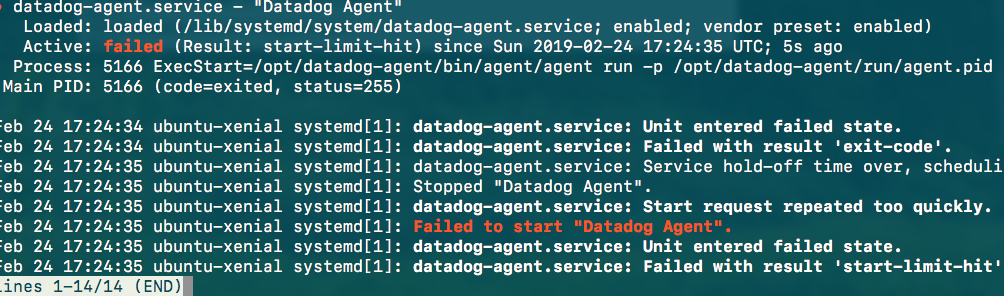 datadog-agent.service - "Datadog Agent"
Loaded: loaded (/lib/systemd/system/datadog-agent.service; enabled; vendor preset: enabled)
Active: failed (Result: start-limit-hit) since Sun 2019-02-24 17:24:35 UTC; 5s ago
Process: 5166 ExecStart=/opt/datadog-agent/bin/agent/agent run -p /opt/datadog-agent/run/agent.pid
Main PID: 5166 (code=exited, status=255)
Feb 24 17:24:34 ubuntu-xenial systemd[1]: datadog-agent.service: Unit entered failed state.
Feb 24 17:24:34 ubuntu-xenial systemd[1]: datadog-agent.service: Failed with result 'exit-code'.
Feb 24 17:24:35 ubuntu-xenial systemd[1]: datadog-agent.service: Service hold-off time over, scheduli
Feb 24 17:24:35 ubuntu-xenial systemd[1]: Stopped "Datadog Agent".
Feb 24 17:24:35 ubuntu-xenial systemd[1]: datadog-agent.service: Start request repeated too quickly.
Feb 24 17:24:35 ubuntu-xenial systemd[1]: Failed to start "Datadog Agent".
Feb 24 17:24:35 ubuntu-xenial systemd[1]: datadog-agent.service: Unit entered failed state.
Feb 24 17:24:35 ubuntu-xenial systemd[1]: datadog-agent.service: Failed with result 'start-limit-hit'
lines 1-14/14 (END)